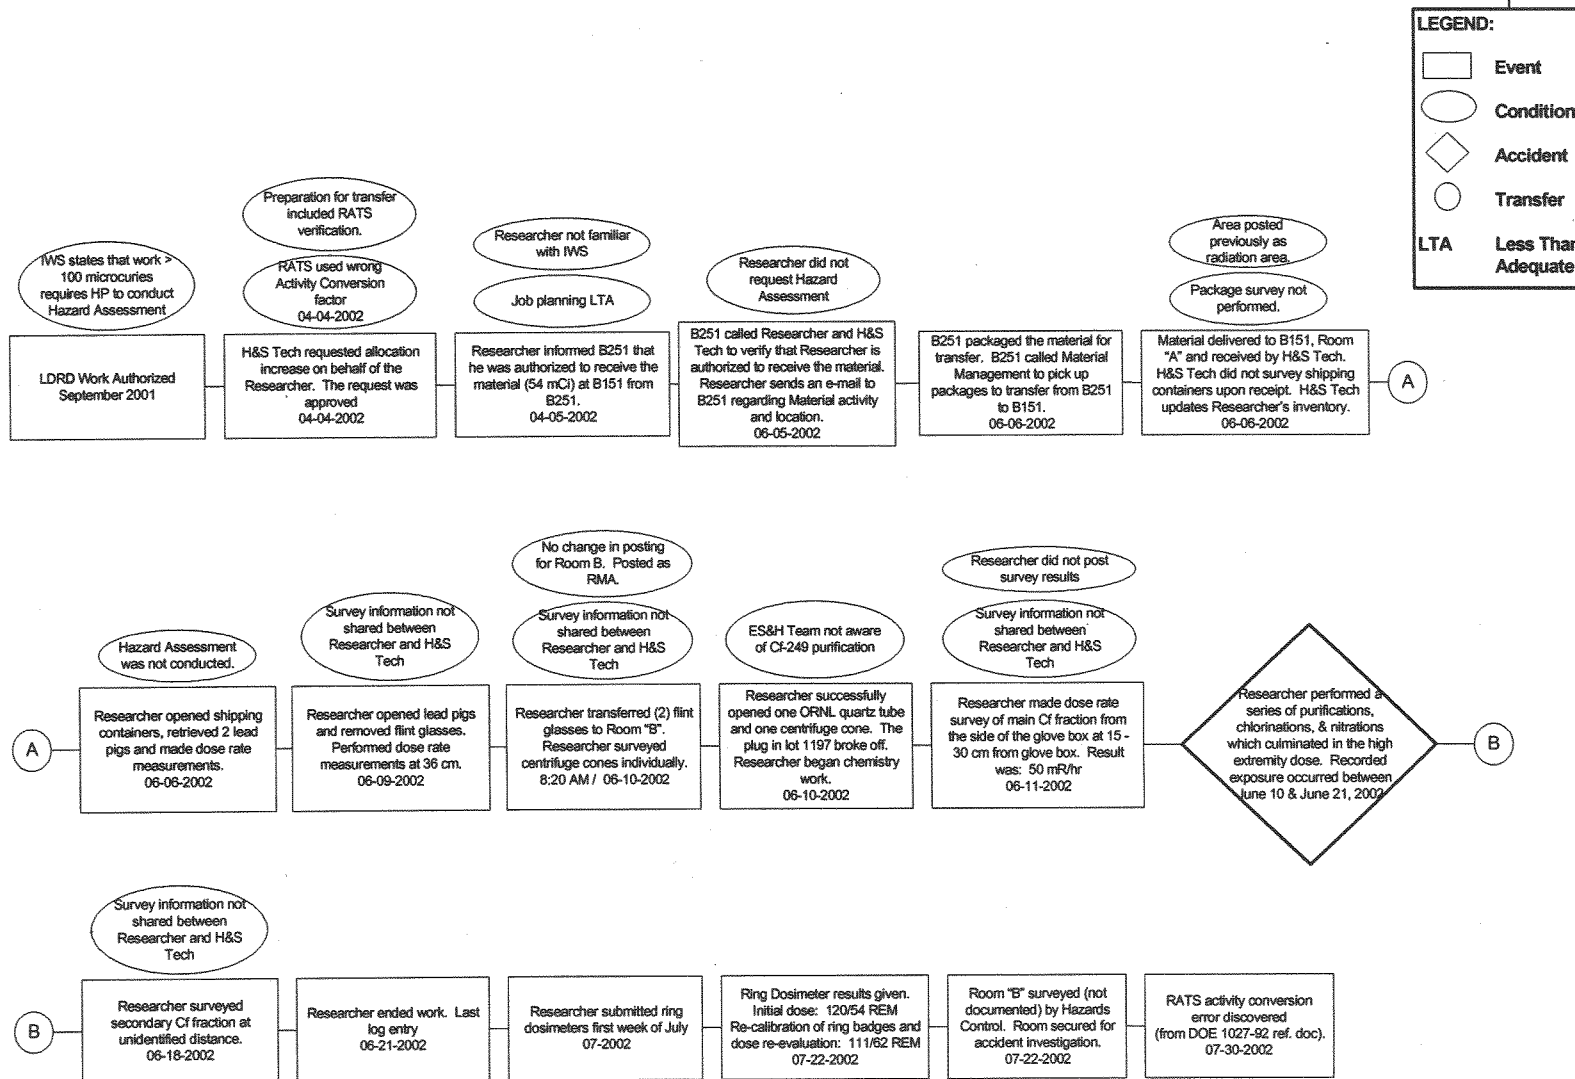 LEGEND:
Event
Condition
Accident
Transfer
LTA Less Than
Adequate
Preparation for transfer
included RATS
verification.
IWS states that work >
100 microcuries
requires HP to conduct
Hazard Assessment
RATS used wrong
Activity Conversion
factor
04-04-2002
Researcher not familiar
with IWS
Job planning LTA
Researcher did not
request Hazard
Assessment
Area posted
previously as
radiation area.
Package survey not
performed.
LDRD Work Authorized
September 2001
H&S Tech requested allocation
increase on behalf of the
Researcher. The request was
approved
04-04-2002
Researcher informed B251 that
he was authorized to receive the
material (54 mCi) at B151 from
B251.
04-05-2002
B251 called Researcher and H&S
Tech to verify that Researcher is
authorized to receive the material.
Researcher sends an e-mail to
B251 regarding Material activity
and location.
06-05-2002
B251 packaged the material for
transfer. B251 called Material
Management to pick up
packages to transfer from B251
to B151.
06-06-2002
Material delivered to B151, Room
"A" and received by H&S Tech.
H&S Tech did not survey shipping
containers upon receipt. H&S Tech
updates Researcher's inventory.
06-06-2002
A
Hazard Assessment
was not conducted.
Survey information not
shared between
Researcher and H&S
Tech
No change in posting
for Room B. Posted as
RMA.
Survey information not
shared between
Researcher and H&S
Tech
ES&H Team not aware
of Cf-249 purification
Researcher did not post
survey results
Survey information not
shared between
Researcher and H&S
Tech
A
Researcher opened shipping
containers, retrieved 2 lead
pigs and made dose rate
measurements.
06-06-2002
Researcher opened lead pigs
and removed flint glasses.
Performed dose rate
measurements at 36 cm.
06-09-2002
Researcher transferred (2) flint
glasses to Room "B".
Researcher surveyed
centrifuge cones individually.
8:20 AM / 06-10-2002
Researcher successfully
opened one ORNL quartz tube
and one centrifuge cone. The
plug in lot 1197 broke off.
Researcher began chemistry
work.
06-10-2002
Researcher made dose rate
survey of main Cf fraction from
the side of the glove box at 15 -
30 cm from glove box. Result
was: 50 mR/hr
06-11-2002
Researcher performed a
series of purifications,
chlorinations, & nitrations
which culminated in the high
extremity dose. Recorded
exposure occurred between
June 10 & June 21, 2002
B
Survey information not
shared between
Researcher and H&S
Tech
B
Researcher surveyed
secondary Cf fraction at
unidentified distance.
06-18-2002
Researcher ended work. Last
log entry
06-21-2002
Researcher submitted ring
dosimeters first week of July
07-2002
Ring Dosimeter results given.
Initial dose: 120/54 REM
Re-calibration of ring badges and
dose re-evaluation: 111/62 REM
07-22-2002
Room "B" surveyed (not
documented) by Hazards
Control. Room secured for
accident investigation.
07-22-2002
RATS activity conversion
error discovered
(from DOE 1027-92 ref. doc).
07-30-2002